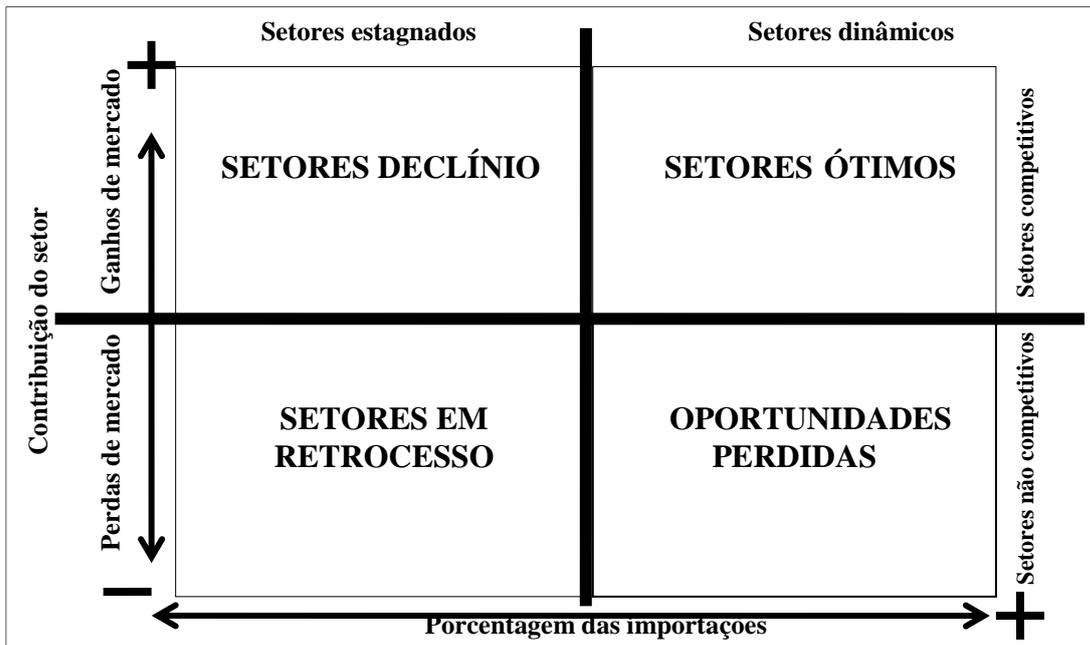 Setores estagnados
Setores dinâmicos
Contribuição do setor
Ganhos de mercado
Perdas de mercado
SETORES DECLÍNIO
SETORES ÓTIMOS
Setores competitivos
SETORES EM
RETROCESSO
OPORTUNIDADES
PERDIDAS
Setores não competitivos
Porcentagem das importações